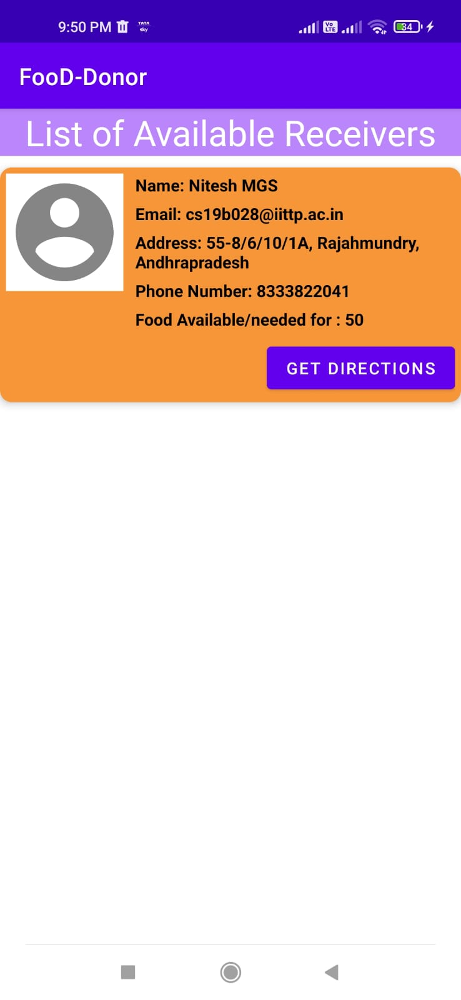 9:50 PM TATA sky Vo LTE 34
FooD-Donor
List of Available Receivers
Name: Nitesh MGS
Email: cs19b028@iittp.ac.in
Address: 55-8/6/10/1A, Rajahmundry,
Andhrapradesh
Phone Number: 8333822041
Food Available/needed for : 50
GET DIRECTIONS